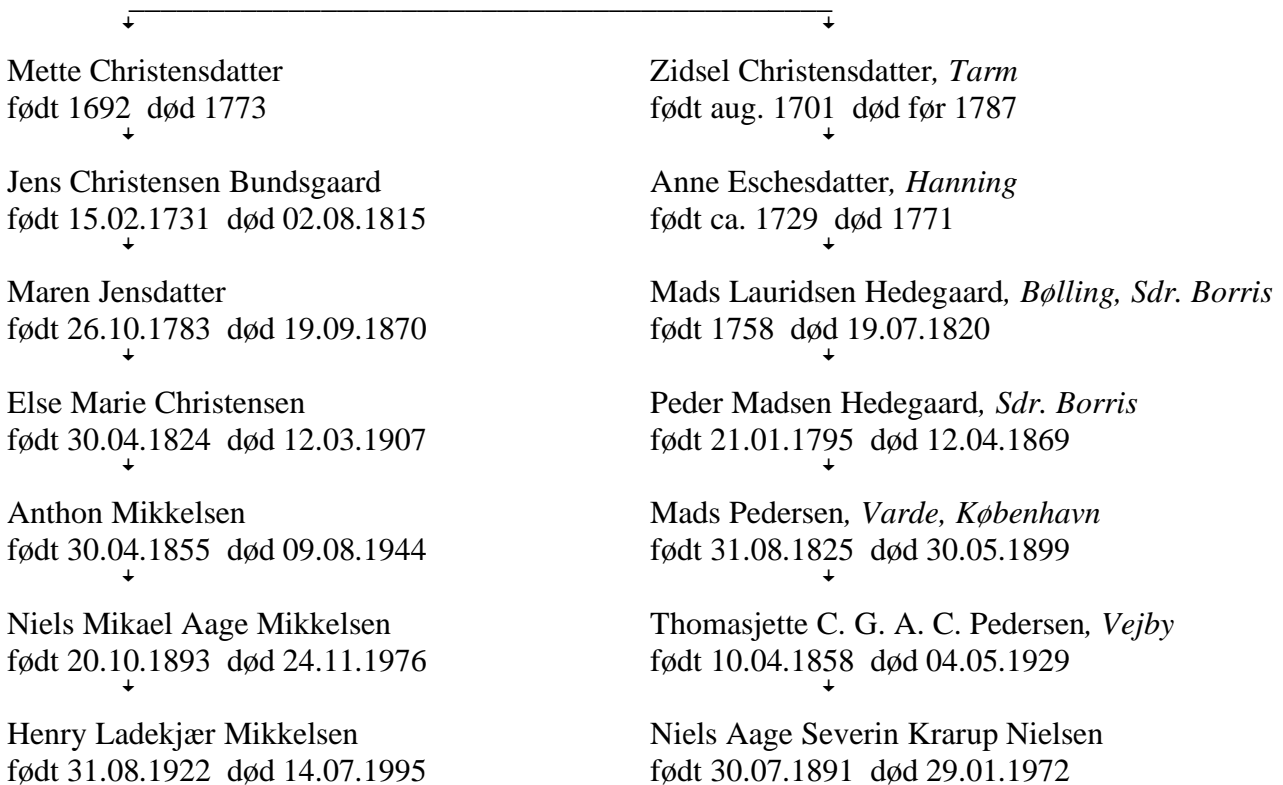 Mette Christensdatter
født 1692 død 1773
Jens Christensen Bundsgaard
født 15.02.1731 død 02.08.1815
Maren Jensdatter
født 26.10.1783 død 19.09.1870
Else Marie Christensen
født 30.04.1824 død 12.03.1907
Anthon Mikkelsen
født 30.04.1855 død 09.08.1944
Niels Mikael Aage Mikkelsen
født 20.10.1893 død 24.11.1976
Henry Ladekjær Mikkelsen
født 31.08.1922 død 14.07.1995
Zidsel Christensdatter, Tarm
født aug. 1701 død før 1787
Anne Eschesdatter, Hanning
født ca. 1729 død 1771
Mads Lauridsen Hedegaard, Bølling, Sdr. Borris
født 1758 død 19.07.1820
Peder Madsen Hedegaard, Sdr. Borris
født 21.01.1795 død 12.04.1869
Mads Pedersen, Varde, København
født 31.08.1825 død 30.05.1899
Thomasjette C. G. A. C. Pedersen, Vejby
født 10.04.1858 død 04.05.1929
Niels Aage Severin Krarup Nielsen
født 30.07.1891 død 29.01.1972